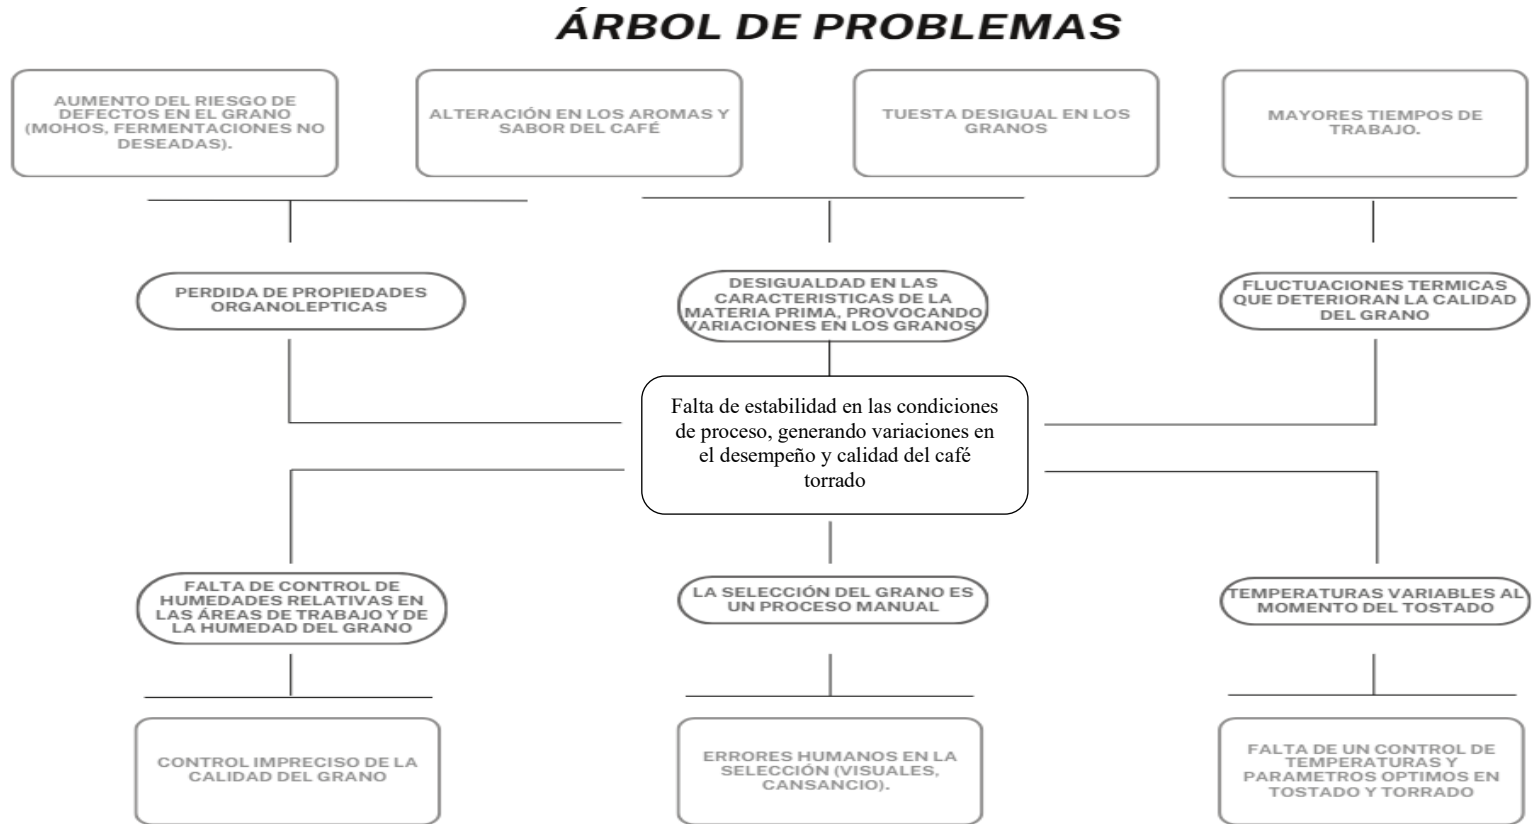 ÁRBOL DE PROBLEMAS
AUMENTO DEL RIESGO DE
DEFECTOS EN EL GRANO
(MOHOS, FERMENTACIONES NO
DESEADAS).
ALTERACIÓN EN LOS AROMAS Y
SABOR DEL CAFÉ
TUESTA DESIGUAL EN LOS
GRANOS
MAYORES TIEMPOS DE
TRABAJO.
PERDIDA DE PROPIEDADES
ORGANOLEPTICAS
DESIGUALDAD EN LAS
CARACTERISTICAS DE LA
MATERIA PRIMA, PROVOCANDO
VARIACIONES EN LOS GRANOS
FLUCTUACIONES TERMICAS
QUE DETERIORAN LA CALIDAD
DEL GRANO
Falta de estabilidad en las condiciones
de proceso, generando variaciones en
el desempeño y calidad del café
torrado
FALTA DE CONTROL DE
HUMEDADES RELATIVAS EN
LAS ÁREAS DE TRABAJO Y DE
LA HUMEDAD DEL GRANO
LA SELECCIÓN DEL GRANO ES
UN PROCESO MANUAL
TEMPERATURAS VARIABLES AL
MOMENTO DEL TOSTADO
CONTROL IMPRECISO DE LA
CALIDAD DEL GRANO
ERRORES HUMANOS EN LA
SELECCIÓN (VISUALES,
CANSANCIO).
FALTA DE UN CONTROL DE
TEMPERATURAS Y
PARAMETROS OPTIMOS EN
TOSTADO Y TORRADO